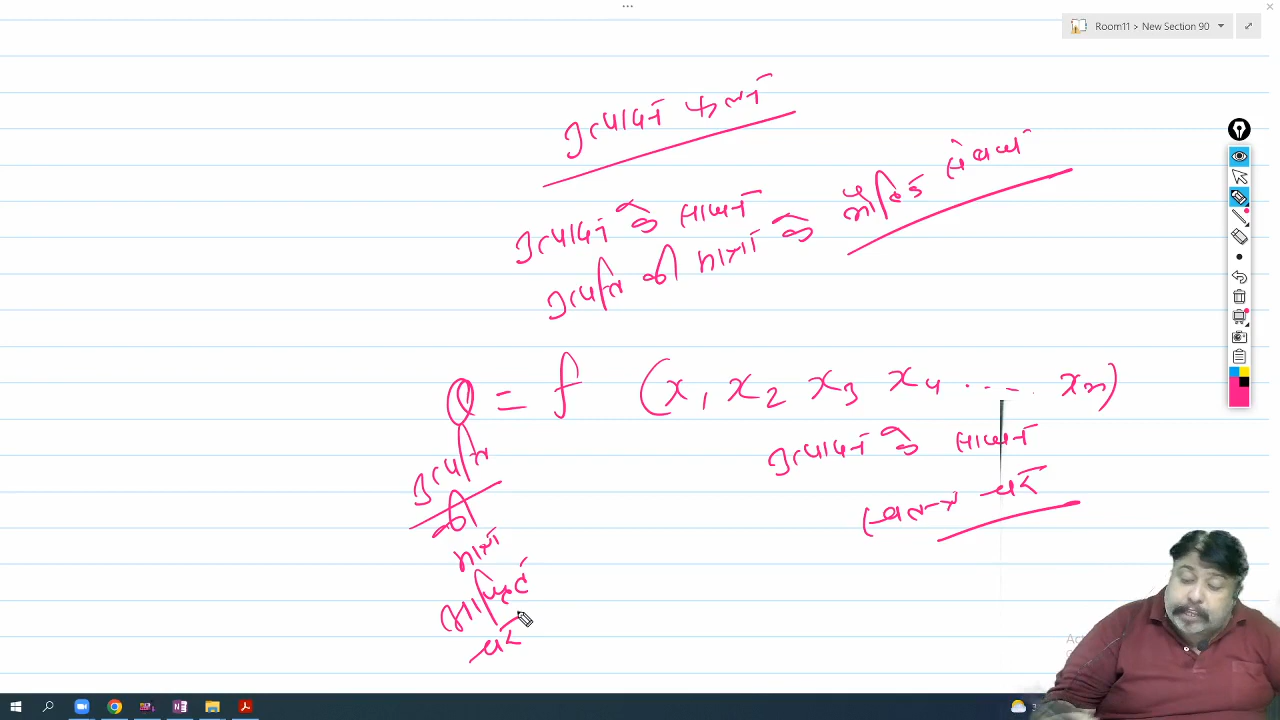 Room11 > New Section 90
उत्पादन फलन
उत्पादन के साधनों
उत्पत्ति की मात्रा के भौतिक संबंध
Q = f (x₁ x₂ x₃ x₄ ..... xₙ)
उत्पत्ति
की
मात्रा
आश्रित
चर
उत्पादन के साधन
स्वतन्त्र चर